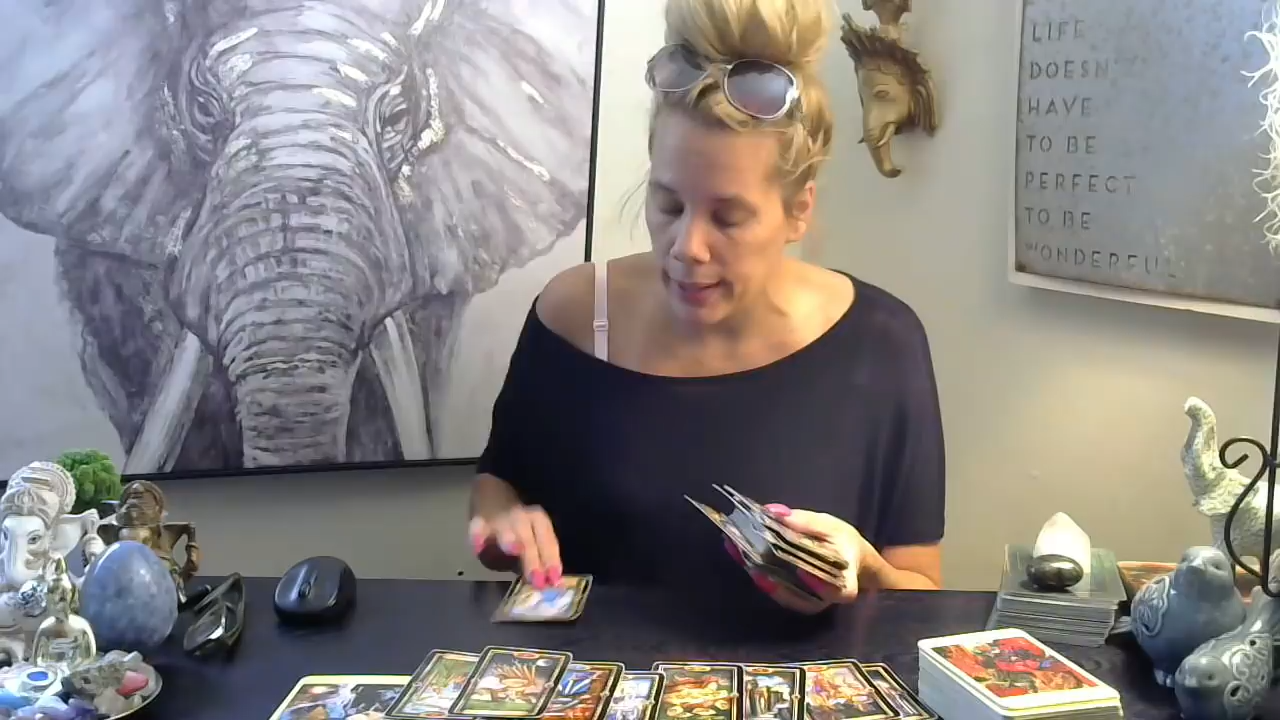 LIFE
DOESN
HAVE
TO BE
PERFECT
TO BE
WONDERFUL